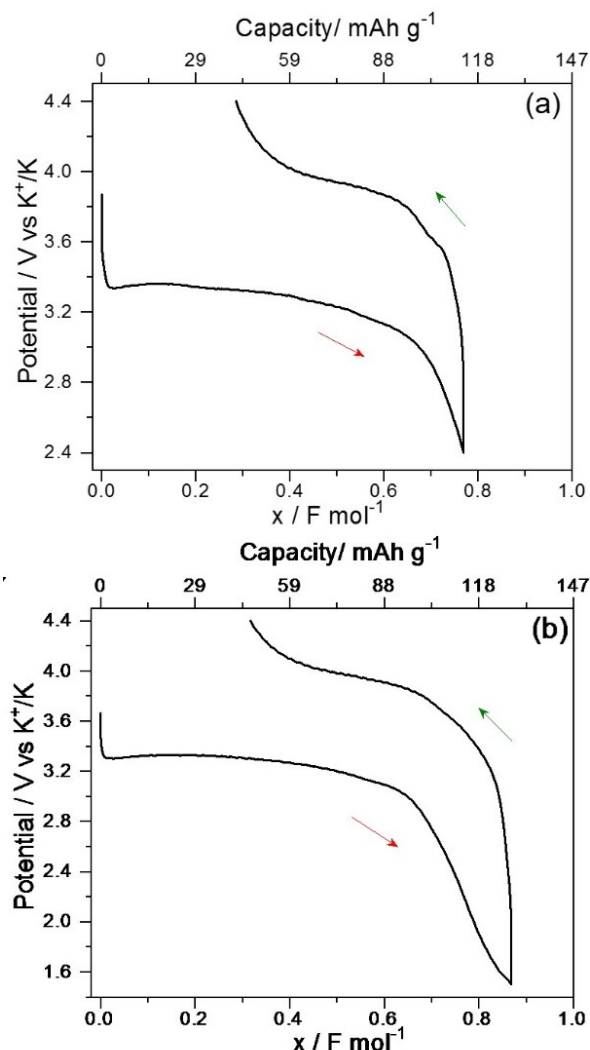 Capacity/ mAh g⁻¹
0 29 59 88 118 147
(a)
4.4
4.0
3.6
3.2
2.8
2.4
Potential / V vs K⁺/K
0.0 0.2 0.4 0.6 0.8 1.0
x / F mol⁻¹
Capacity/ mAh g⁻¹
0 29 59 88 118 147
(b)
4.4
4.0
3.6
3.2
2.8
2.4
2.0
1.6
Potential / V vs K⁺/K
0.0 0.2 0.4 0.6 0.8 1.0
x / F mol⁻¹